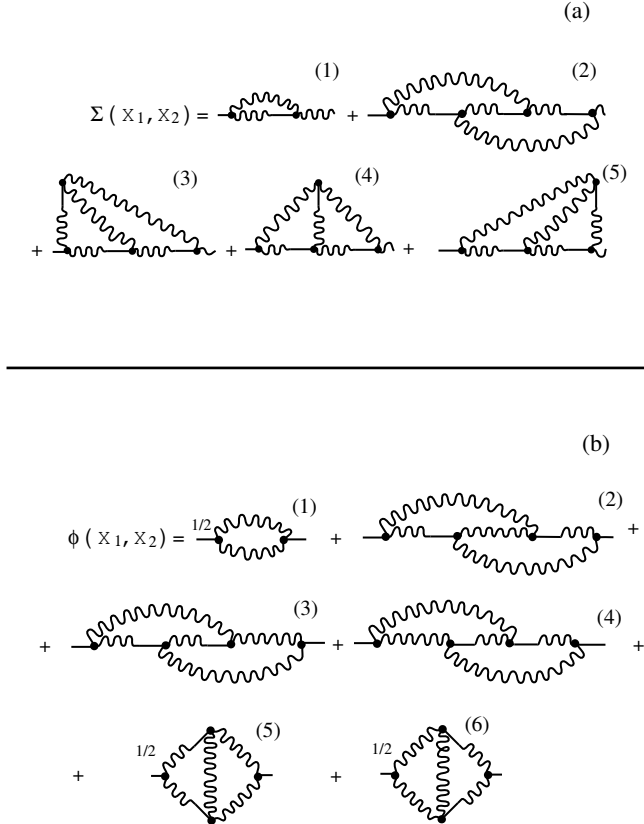 (a)
(1) (2)
Σ ( X₁, X₂) = +
(3) (4) (5)
+ + +
(b)
(1) (2)
1/2
ϕ ( X₁, X₂) = + +
(3) (4)
+ + +
(5) (6)
1/2 1/2
+ +